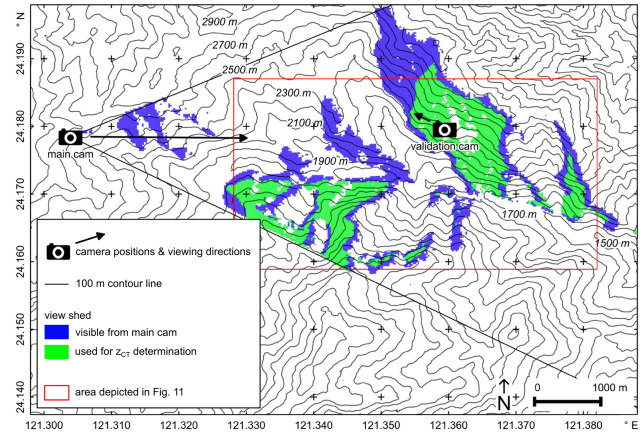 ° N
2900 m
2700 m
2500 m
24.190
2300 m
2100 m
24.180
main cam
validation cam
1900 m
24.170
1700 m
1500 m
24.160
camera positions & viewing directions
100 m contour line
view shed
visible from main cam
used for zCT determination
area depicted in Fig. 11
24.150
24.140
N
0 1000 m
121.300 121.310 121.320 121.330 121.340 121.350 121.360 121.370 121.380 ° E